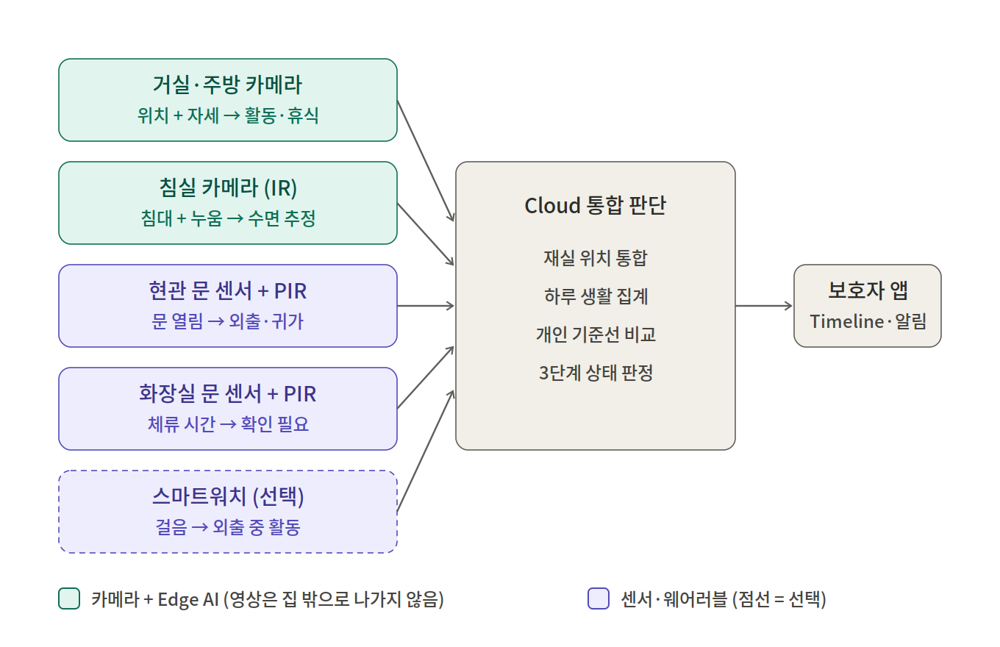 거실·주방 카메라
위치 + 자세 → 활동·휴식
침실 카메라 (IR)
침대 + 누움 → 수면 추정
현관 문 센서 + PIR
문 열림 → 외출·귀가
화장실 문 센서 + PIR
체류 시간 → 확인 필요
스마트워치 (선택)
걸음 → 외출 중 활동
Cloud 통합 판단
재실 위치 통합
하루 생활 집계
개인 기준선 비교
3단계 상태 판정
보호자 앱
Timeline·알림
카메라 + Edge AI (영상은 집 밖으로 나가지 않음)
센서·웨어러블 (점선 = 선택)